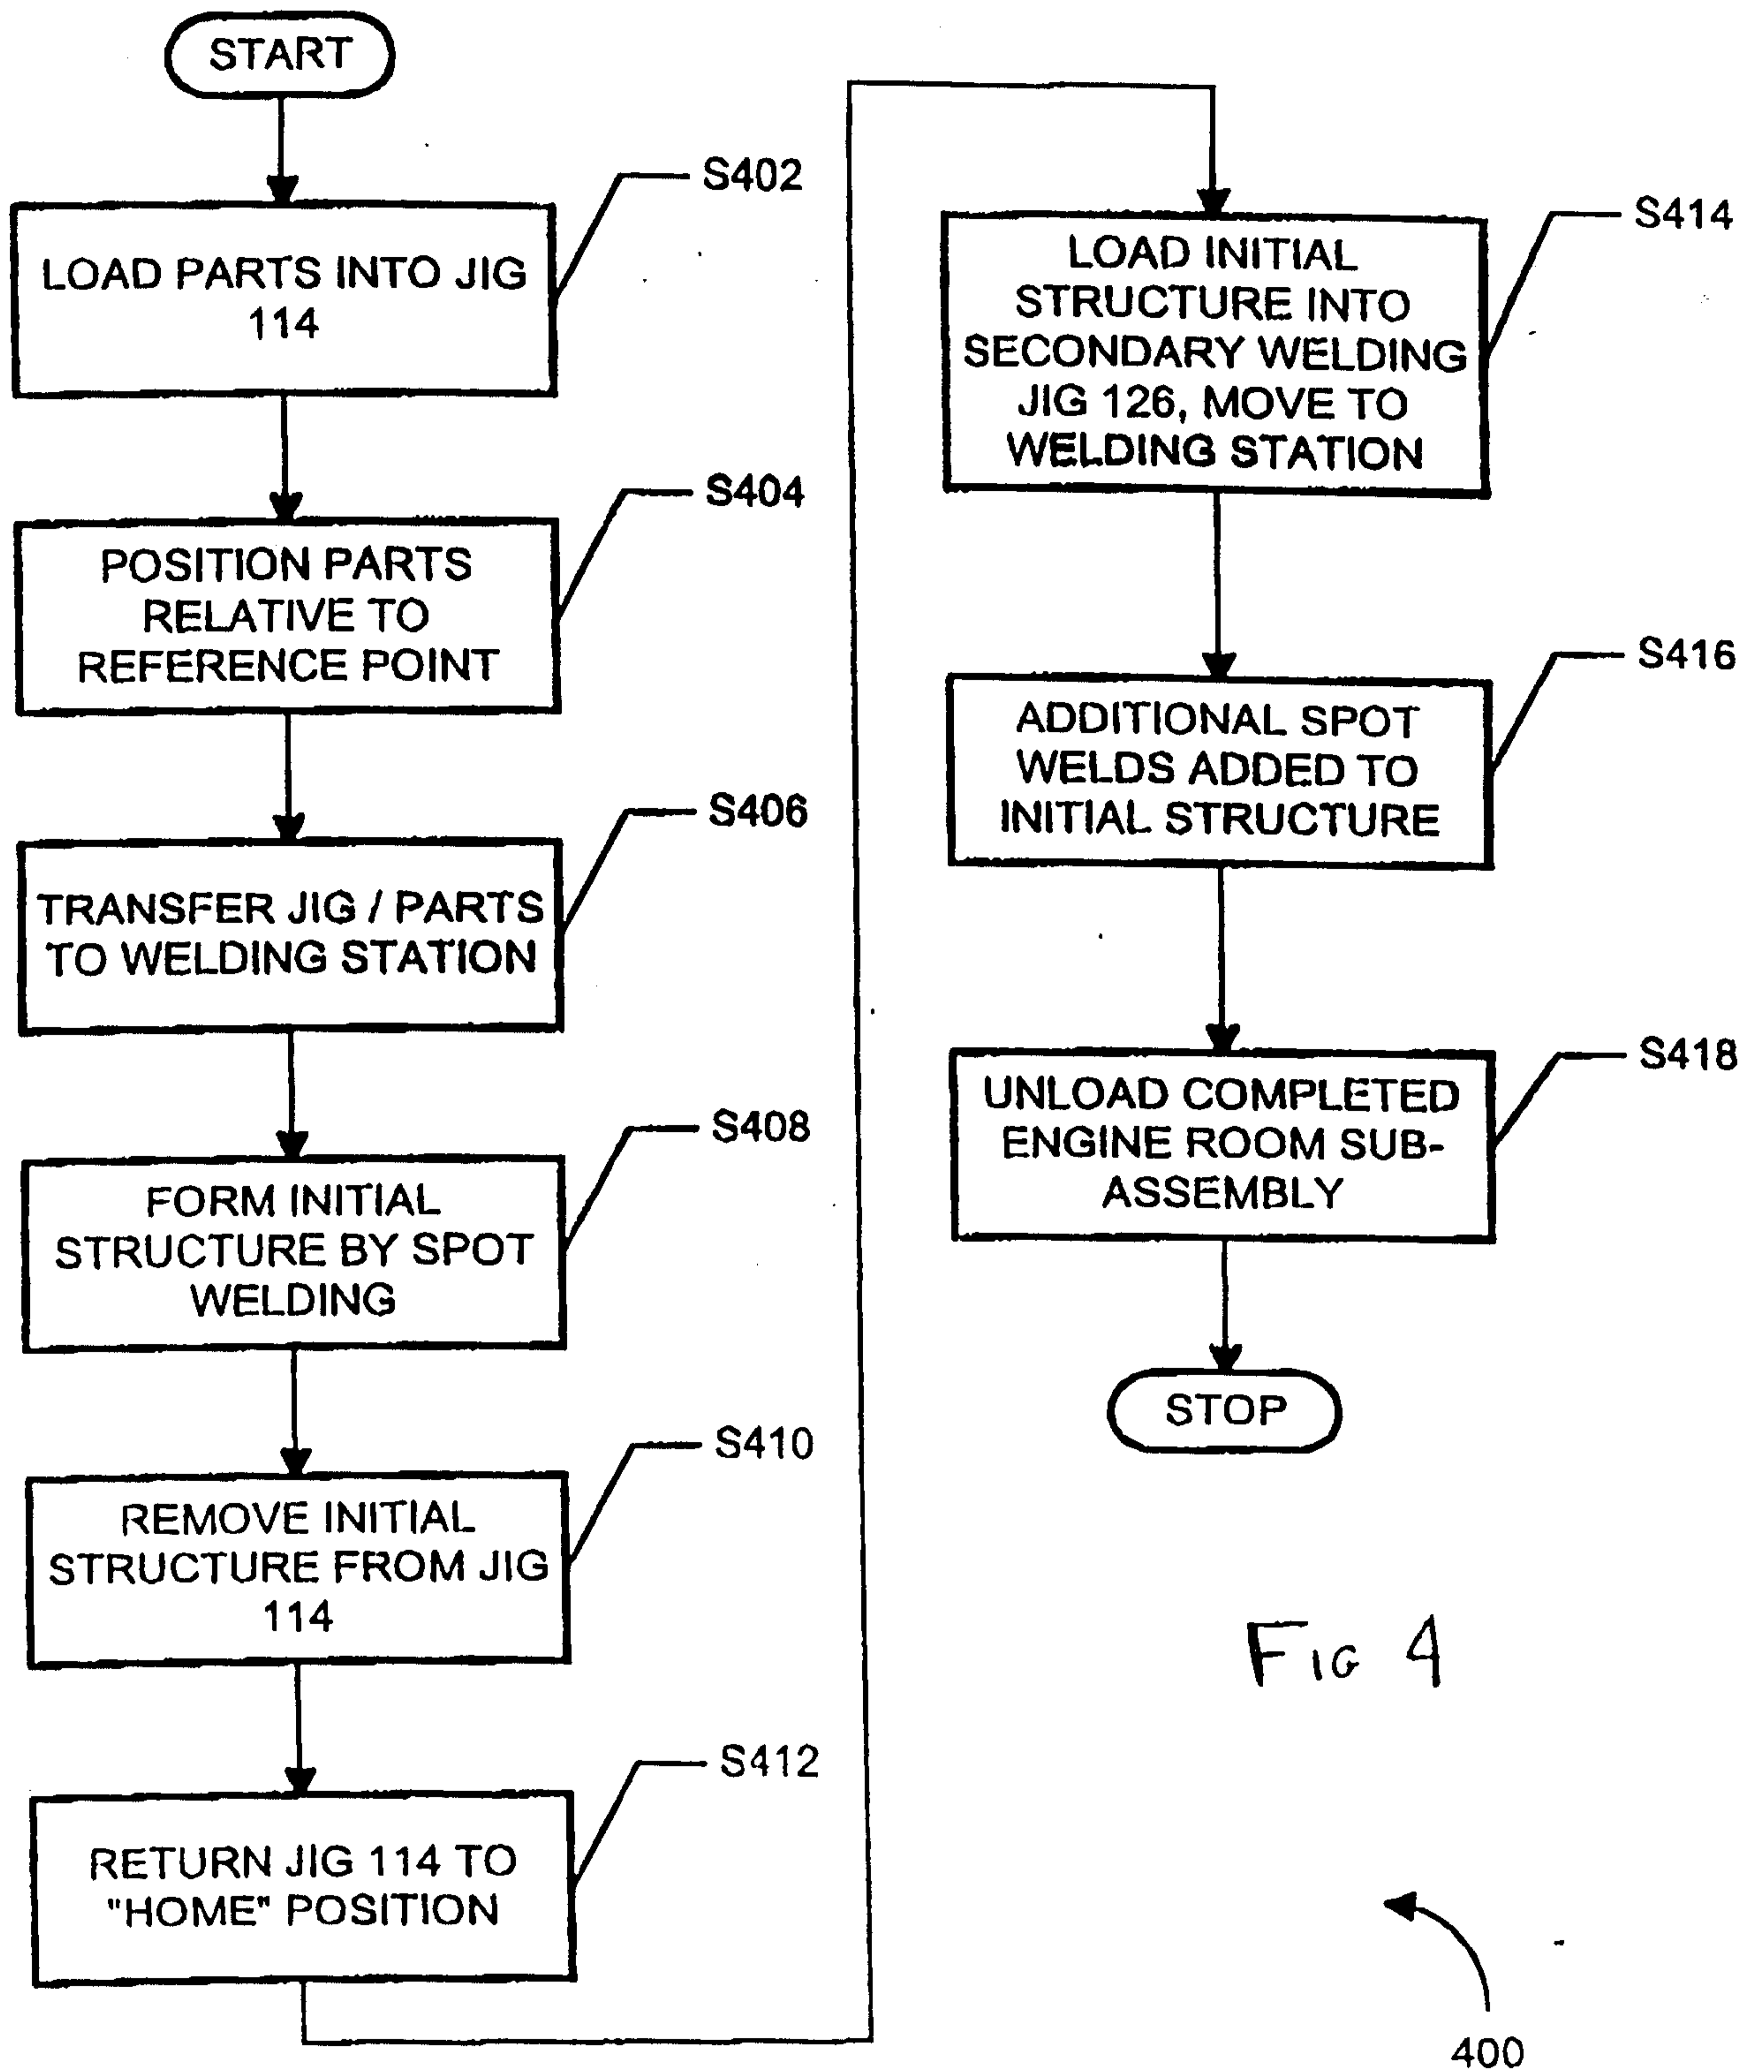 START
S402
LOAD PARTS INTO JIG
114
S404
POSITION PARTS
RELATIVE TO
REFERENCE POINT
S406
TRANSFER JIG / PARTS
TO WELDING STATION
S408
FORM INITIAL
STRUCTURE BY SPOT
WELDING
S410
REMOVE INITIAL
STRUCTURE FROM JIG
114
S412
RETURN JIG 114 TO
"HOME" POSITION
S414
LOAD INITIAL
STRUCTURE INTO
SECONDARY WELDING
JIG 126, MOVE TO
WELDING STATION
S416
ADDITIONAL SPOT
WELDS ADDED TO
INITIAL STRUCTURE
S418
UNLOAD COMPLETED
ENGINE ROOM SUB-
ASSEMBLY
STOP
FIG 4
400